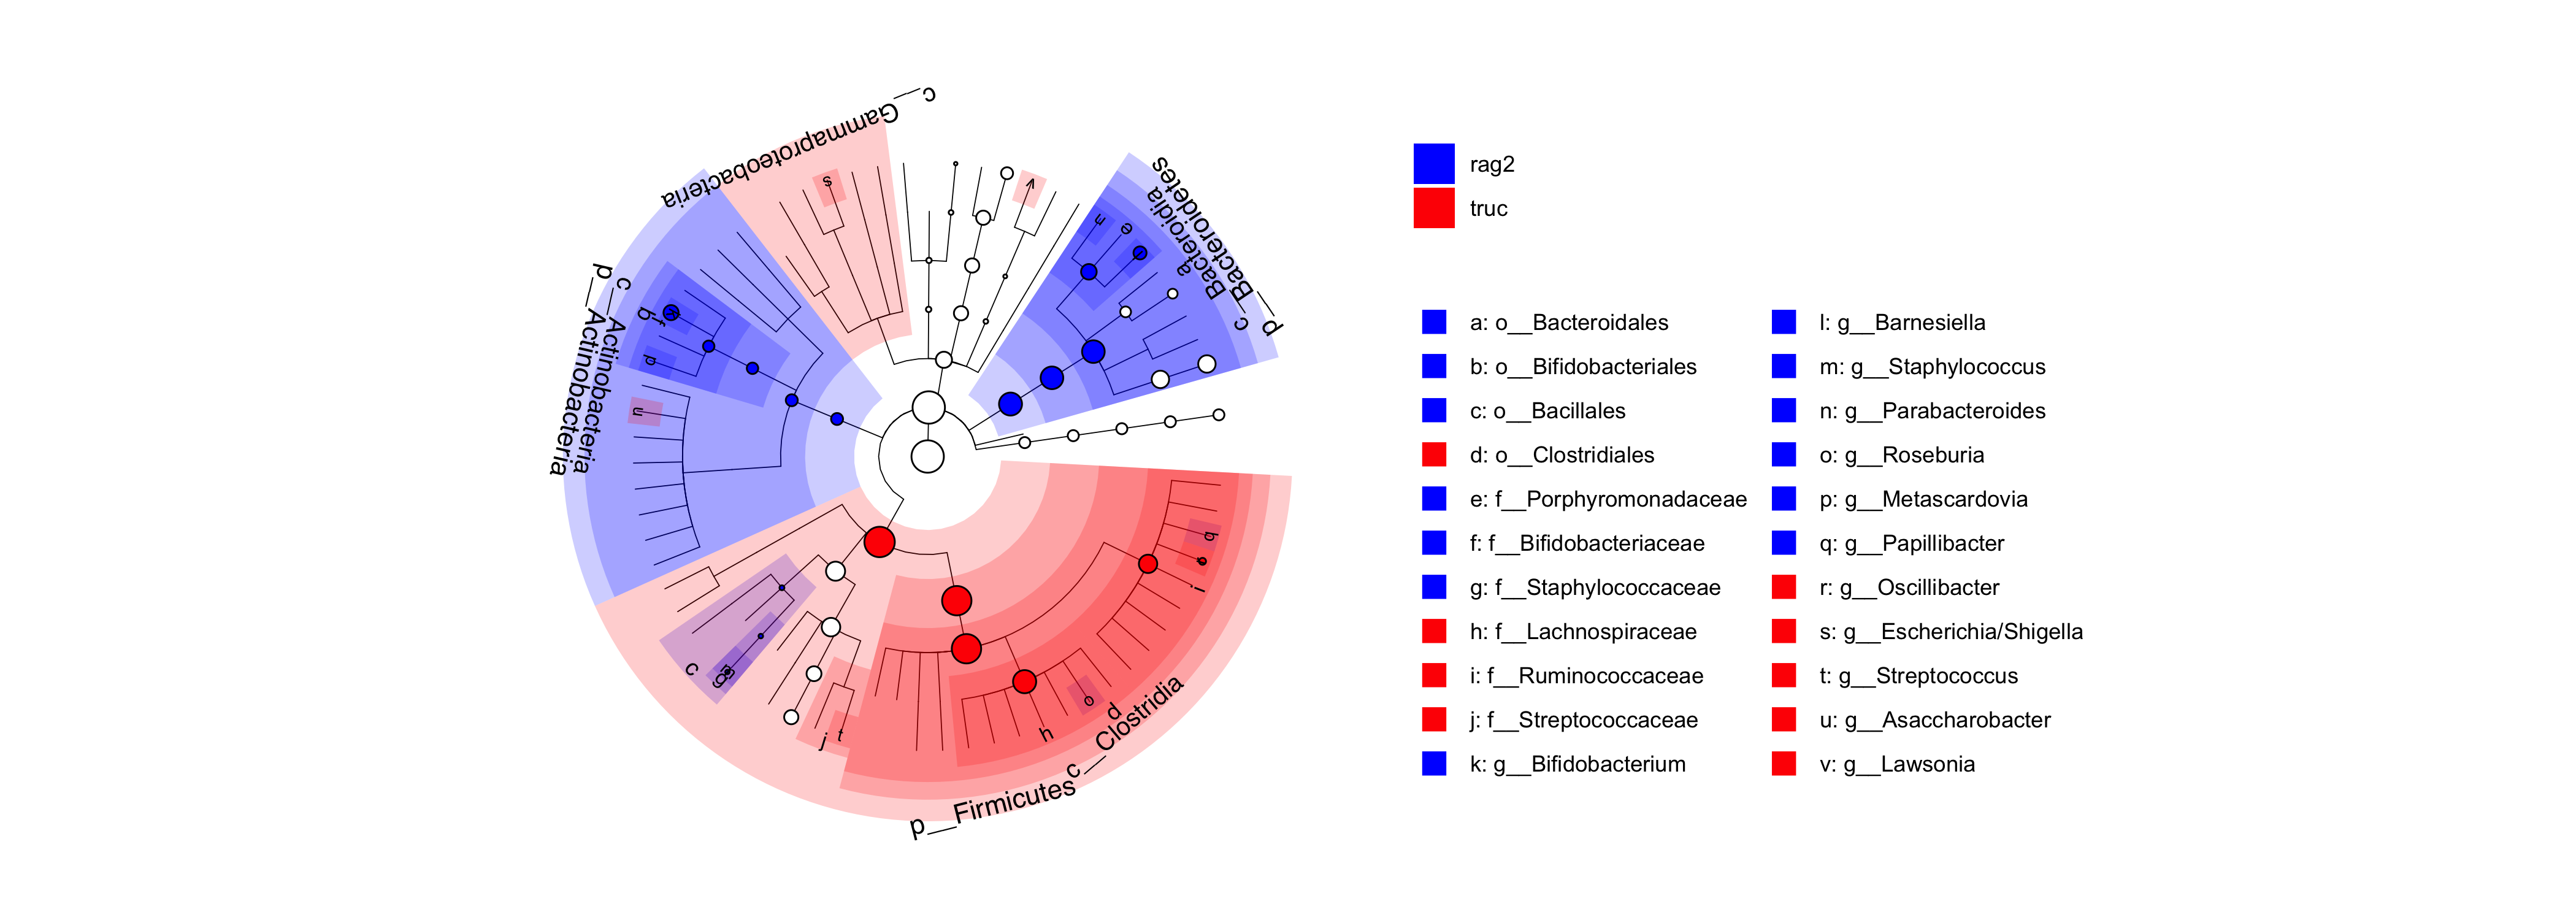 c__Gammaproteobacteria
p__Bacteroidetes
c__Bacteroidia
p__Actinobacteria
c__Actinobacteria
p__Firmicutes
c__Clostridia
s
v
e
a
b
f
k
p
u
c
g
j
t
h
o
d
i
q
rag2
truc
a: o__Bacteroidales
b: o__Bifidobacteriales
c: o__Bacillales
d: o__Clostridiales
e: f__Porphyromonadaceae
f: f__Bifidobacteriaceae
g: f__Staphylococcaceae
h: f__Lachnospiraceae
i: f__Ruminococcaceae
j: f__Streptococcaceae
k: g__Bifidobacterium
l: g__Barnesiella
m: g__Staphylococcus
n: g__Parabacteroides
o: g__Roseburia
p: g__Metascardovia
q: g__Papillibacter
r: g__Oscillibacter
s: g__Escherichia/Shigella
t: g__Streptococcus
u: g__Asaccharobacter
v: g__Lawsonia